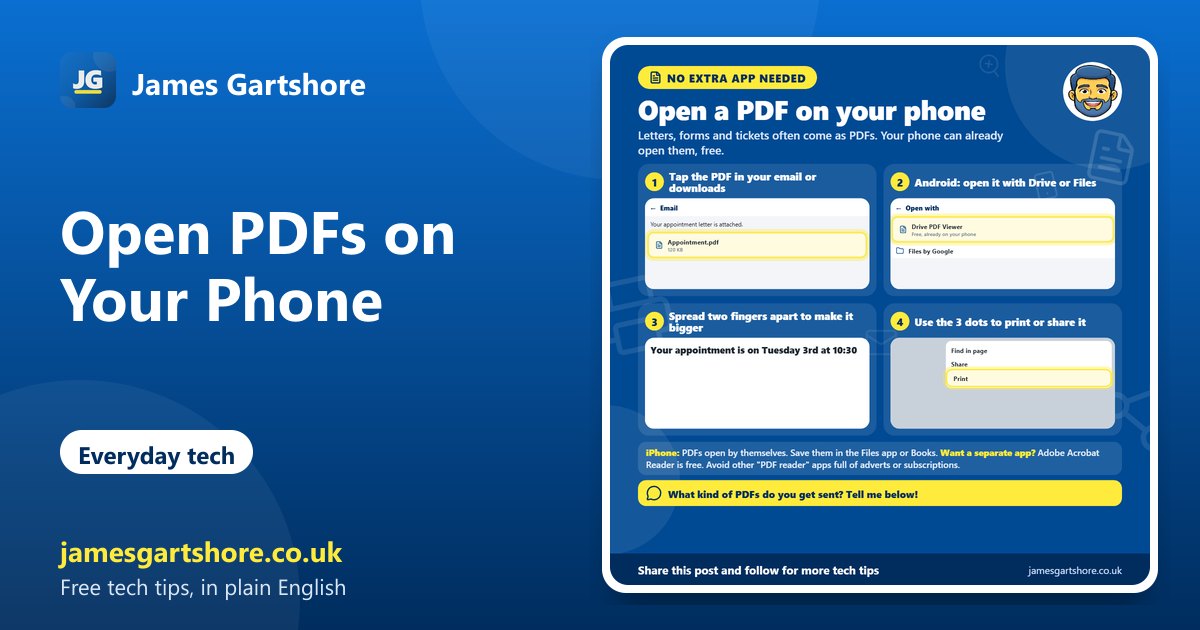 JG
James Gartshore
Open PDFs on
Your Phone
Everyday tech
jamesgartshore.co.uk
Free tech tips, in plain English
NO EXTRA APP NEEDED
Open a PDF on your phone
Letters, forms and tickets often come as PDFs. Your phone can already
open them, free.
1
Tap the PDF in your email or
downloads
← Email
Your appointment letter is attached.
Appointment.pdf
120 KB
2
Android: open it with Drive or Files
← Open with
Drive PDF Viewer
Free, already on your phone
Files by Google
3
Spread two fingers apart to make it
bigger
Your appointment is on Tuesday 3rd at 10:30
4
Use the 3 dots to print or share it
Find in page
Share
Print
iPhone: PDFs open by themselves. Save them in the Files app or Books. Want a separate app? Adobe Acrobat
Reader is free. Avoid other "PDF reader" apps full of adverts or subscriptions.
What kind of PDFs do you get sent? Tell me below!
Share this post and follow for more tech tips
jamesgartshore.co.uk